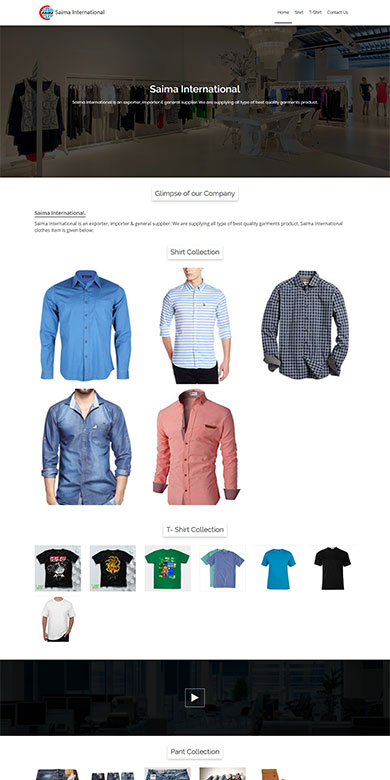 Saima International
Home Shirt T-Shirt Contact Us
Saima International
Saima International is an exporter, importer & general supplier. We are supplying all type of best quality garments product.
Glimpse of our Company
Saima International.
Saima International is an exporter, importer & general supplier. We are supplying all type of best quality garments product. Saima International
clothes item is given below:
Shirt Collection
T- Shirt Collection
Pant Collection